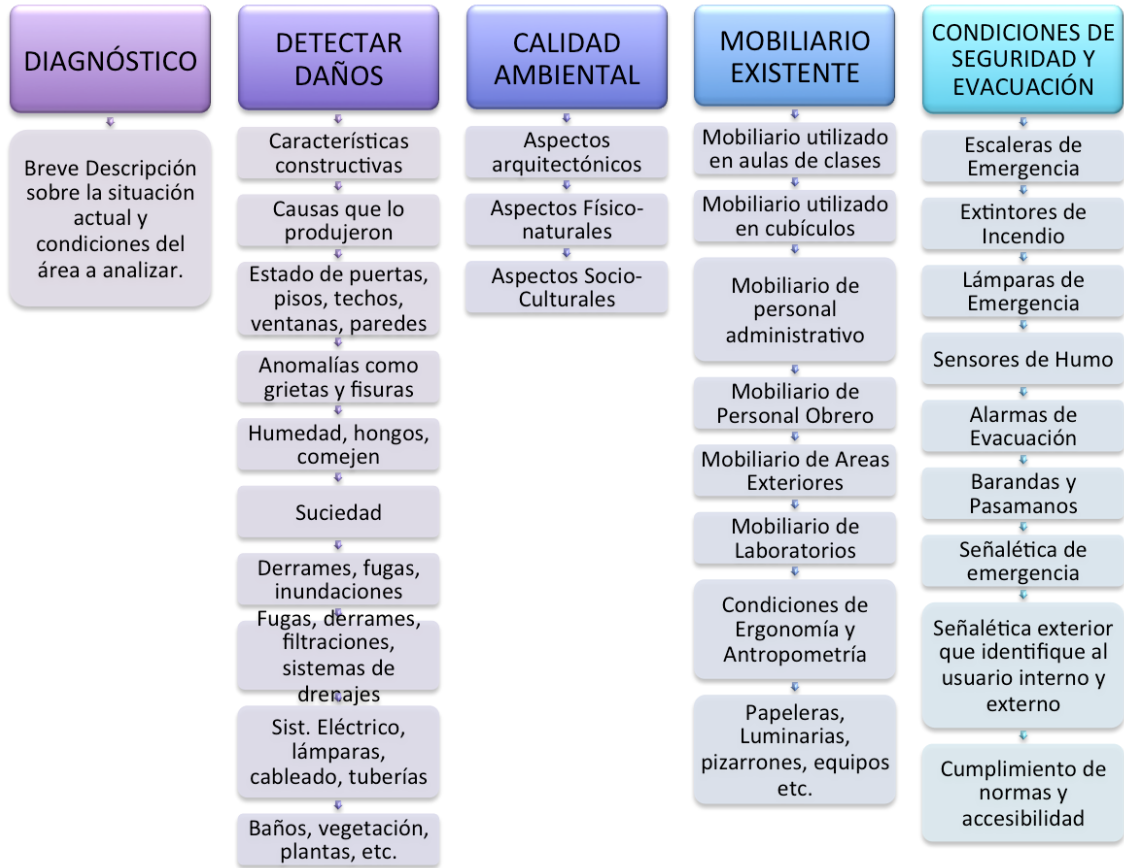 DIAGNÓSTICO
Breve Descripción
sobre la situación
actual y
condiciones del
área a analizar.
DETECTAR
DAÑOS
Características
constructivas
Causas que lo
produjeron
Estado de puertas,
pisos, techos,
ventanas, paredes
Anomalías como
grietas y fisuras
Humedad, hongos,
comejen
Suciedad
Derrames, fugas,
inundaciones
Fugas, derrames,
filtraciones,
sistemas de
drenajes
Sist. Eléctrico,
lámparas,
cableado, tuberías
Baños, vegetación,
plantas, etc.
CALIDAD
AMBIENTAL
Aspectos
arquitectónicos
Aspectos Físico-
naturales
Aspectos Socio-
Culturales
MOBILIARIO
EXISTENTE
Mobiliario utilizado
en aulas de clases
Mobiliario utilizado
en cubículos
Mobiliario de
personal
administrativo
Mobiliario de
Personal Obrero
Mobiliario de Areas
Exteriores
Mobiliario de
Laboratorios
Condiciones de
Ergonomía y
Antropometría
Papeleras,
Luminarias,
pizarrones, equipos
etc.
CONDICIONES DE
SEGURIDAD Y
EVACUACIÓN
Escaleras de
Emergencia
Extintores de
Incendio
Lámparas de
Emergencia
Sensores de Humo
Alarmas de
Evacuación
Barandas y
Pasamanos
Señalética de
emergencia
Señalética exterior
que identifique al
usuario interno y
externo
Cumplimiento de
normas y
accesibilidad